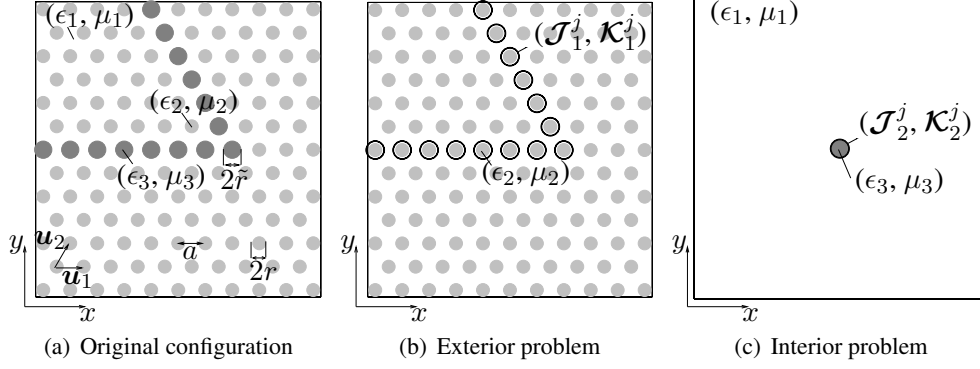 (ϵ₁, μ₁)
(ϵ₂, μ₂)
(ϵ₃, μ₃)
2r̃
u₂
u₁
a
2r
y
x
(a) Original configuration
(𝓙₁ʲ, 𝓚₁ʲ)
(ϵ₂, μ₂)
y
x
(b) Exterior problem
(ϵ₁, μ₁)
(𝓙₂ʲ, 𝓚₂ʲ)
(ϵ₃, μ₃)
y
x
(c) Interior problem